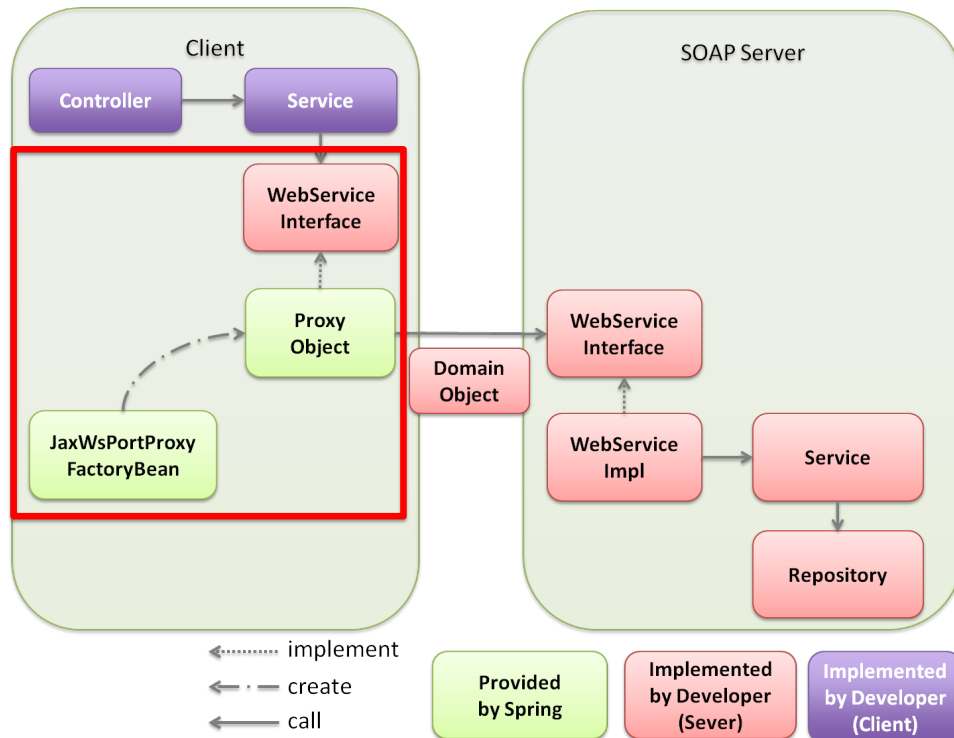 Client
SOAP Server
Controller
Service
WebService
Interface
Proxy
Object
WebService
Interface
Domain
Object
JaxWsPortProxy
FactoryBean
WebService
Impl
Service
Repository
implement
create
call
Provided
by Spring
Implemented
by Developer
(Sever)
Implemented
by Developer
(Client)